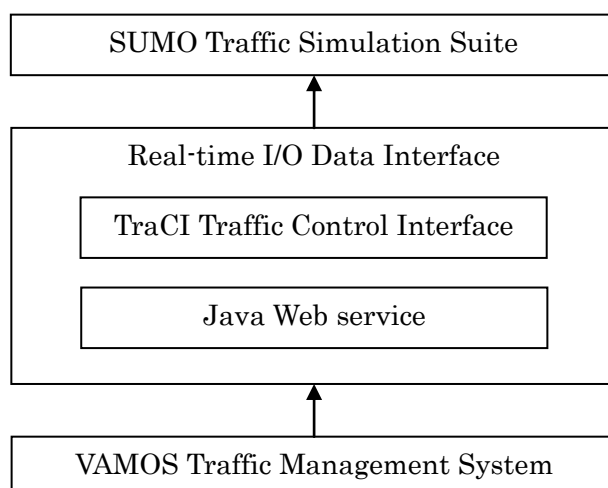 SUMO Traffic Simulation Suite
Real-time I/O Data Interface
TraCI Traffic Control Interface
Java Web service
VAMOS Traffic Management System